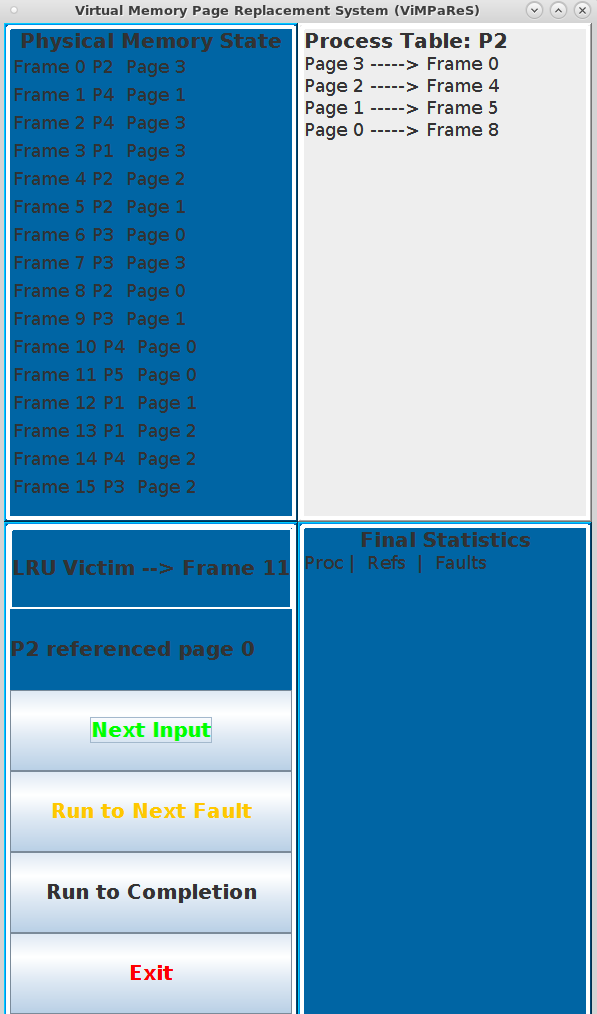 Virtual Memory Page Replacement System (ViMPaReS)
Physical Memory State
Frame 0 P2 Page 3
Frame 1 P4 Page 1
Frame 2 P4 Page 3
Frame 3 P1 Page 3
Frame 4 P2 Page 2
Frame 5 P2 Page 1
Frame 6 P3 Page 0
Frame 7 P3 Page 3
Frame 8 P2 Page 0
Frame 9 P3 Page 1
Frame 10 P4 Page 0
Frame 11 P5 Page 0
Frame 12 P1 Page 1
Frame 13 P1 Page 2
Frame 14 P4 Page 2
Frame 15 P3 Page 2
Process Table: P2
Page 3 -----> Frame 0
Page 2 -----> Frame 4
Page 1 -----> Frame 5
Page 0 -----> Frame 8
LRU Victim --> Frame 11
P2 referenced page 0
Next Input
Run to Next Fault
Run to Completion
Exit
Final Statistics
Proc | Refs | Faults